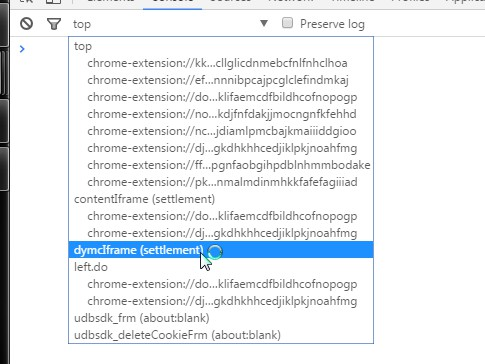 Elements Console Sources Network Timeline Profiles
top Preserve log
top
chrome-extension://kk...cllglicdnmebcfnlfnhclhoa
chrome-extension://ef...nnnibpcajpcglclefindmkaj
chrome-extension://do...klifaemcdfbildhcofnopogp
chrome-extension://no...kdjfnfdakjjmocngnfkfehhd
chrome-extension://nc...jdiamlpmcbajkmaiiiddgioo
chrome-extension://dj...gkdhkhhcedjiklpkjnoahfmg
chrome-extension://ff...pgnfaobgihpdblnhmmbodake
chrome-extension://pk...nmalmdinmhkkfafefagiiiad
contentIframe (settlement)
chrome-extension://do...klifaemcdfbildhcofnopogp
chrome-extension://dj...gkdhkhhcedjiklpkjnoahfmg
dymcIframe (settlement)
left.do
chrome-extension://do...klifaemcdfbildhcofnopogp
chrome-extension://dj...gkdhkhhcedjiklpkjnoahfmg
udbsdk_frm (about:blank)
udbsdk_deleteCookieFrm (about:blank)